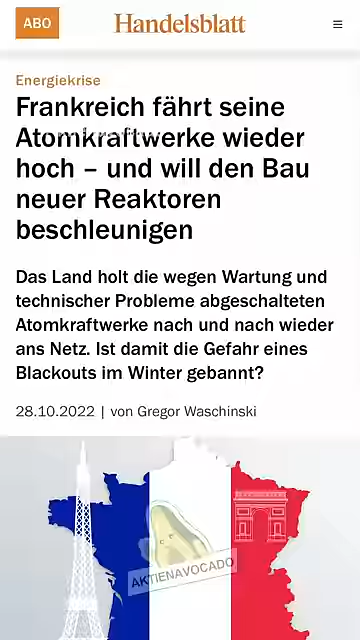 ABO
Handelsblatt
Energiekrise
Frankreich fährt seine
Atomkraftwerke wieder
hoch – und will den Bau
neuer Reaktoren
beschleunigen
Das Land holt die wegen Wartung und
technischer Probleme abgeschalteten
Atomkraftwerke nach und nach wieder
ans Netz. Ist damit die Gefahr eines
Blackouts im Winter gebannt?
28.10.2022 | von Gregor Waschinski
AKTIENAVOCADO